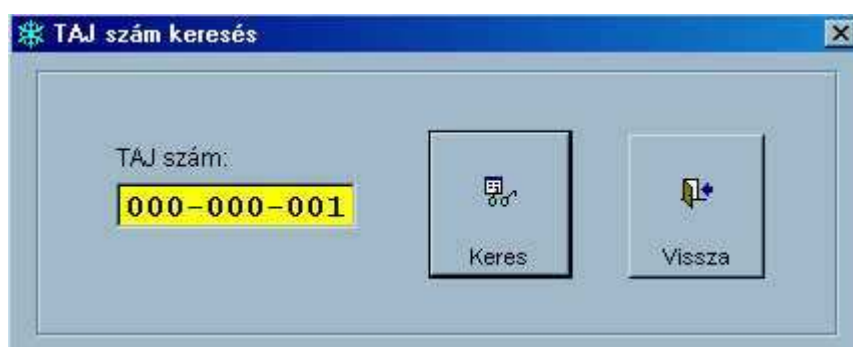 TAJ szám keresés
TAJ szám:
000-000-001
Keres
Vissza